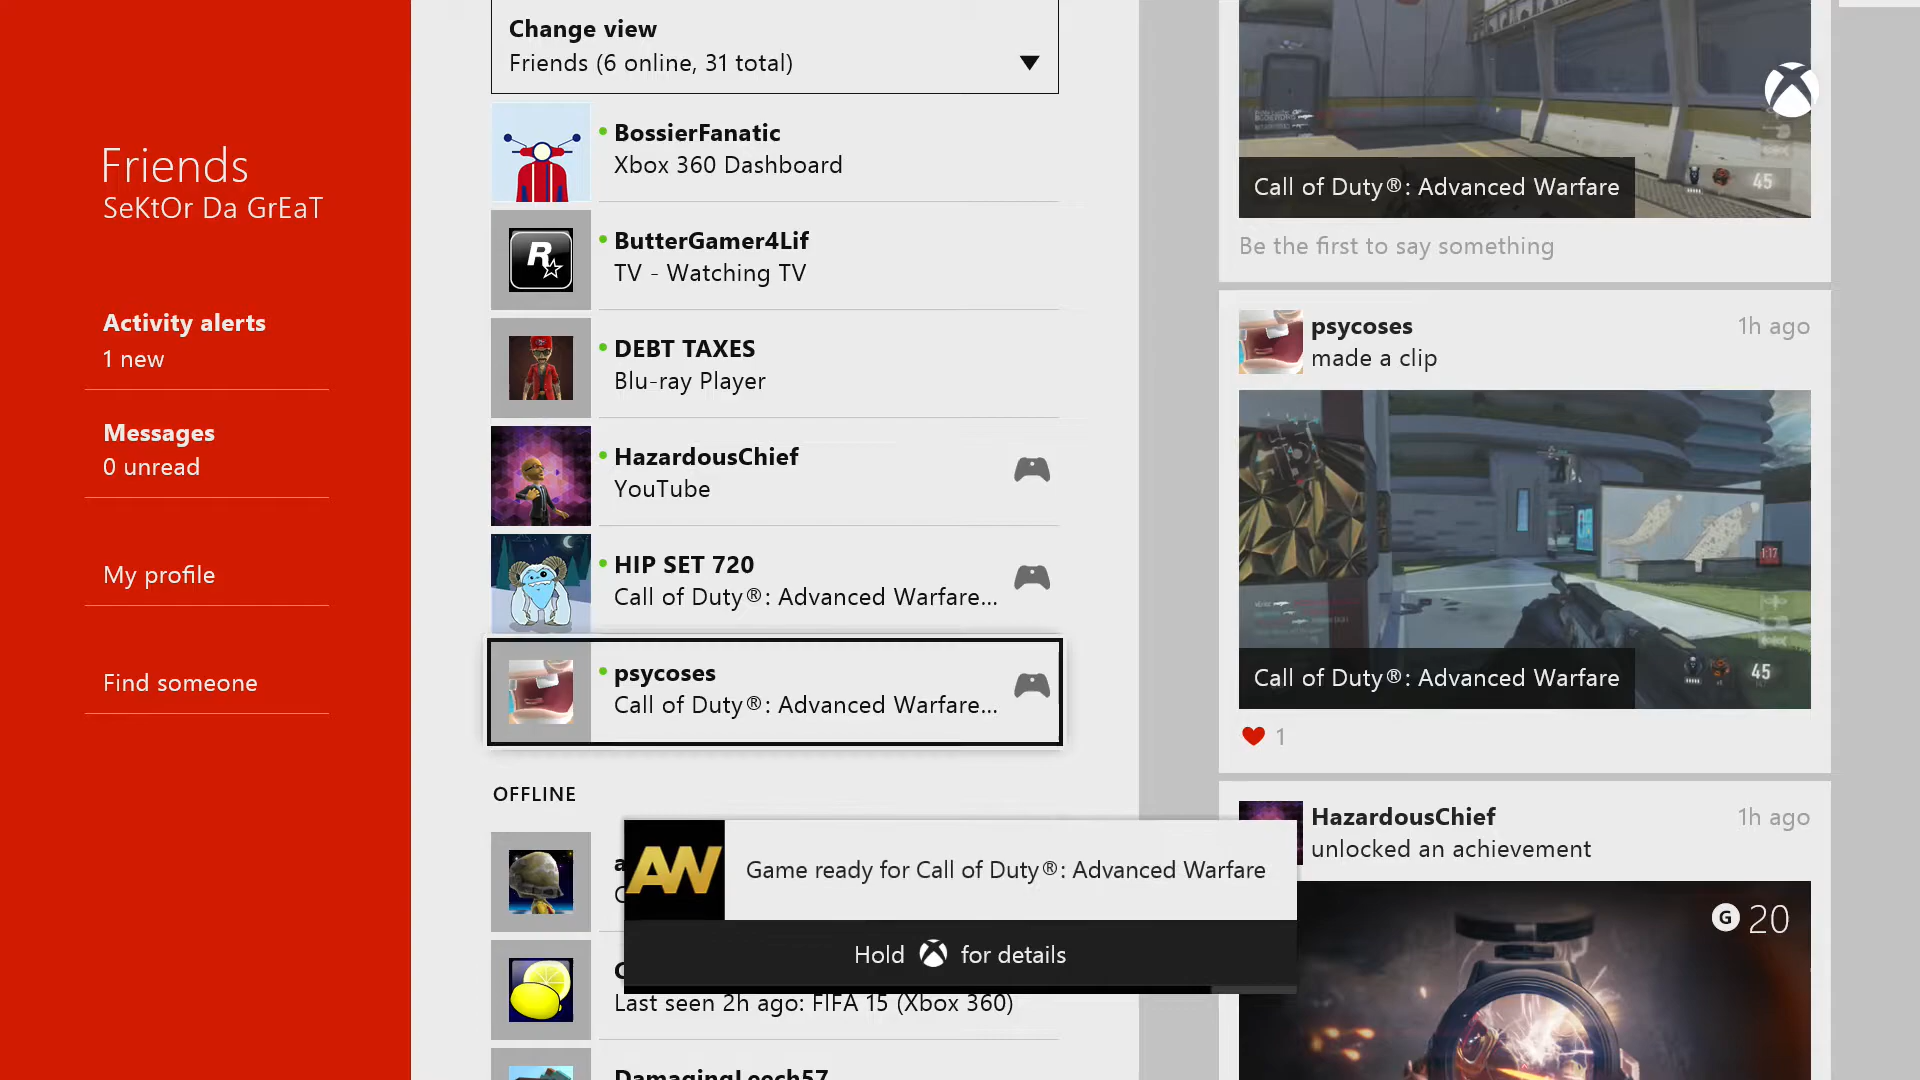 Friends
SeKtOr Da GrEaT
Activity alerts
1 new
Messages
0 unread
My profile
Find someone
Change view
Friends (6 online, 31 total)
BossierFanatic
Xbox 360 Dashboard
ButterGamer4Lif
TV - Watching TV
DEBT TAXES
Blu-ray Player
HazardousChief
YouTube
HIP SET 720
Call of Duty®: Advanced Warfare...
psycoses
Call of Duty®: Advanced Warfare...
OFFLINE
Last seen 2h ago: FIFA 15 (Xbox 360)
DamagingLeech57
AW
Game ready for Call of Duty®: Advanced Warfare
Hold for details
45
Call of Duty®: Advanced Warfare
Be the first to say something
psycoses
1h ago
made a clip
1:17
45
Call of Duty®: Advanced Warfare
1
HazardousChief
1h ago
unlocked an achievement
G 20
R